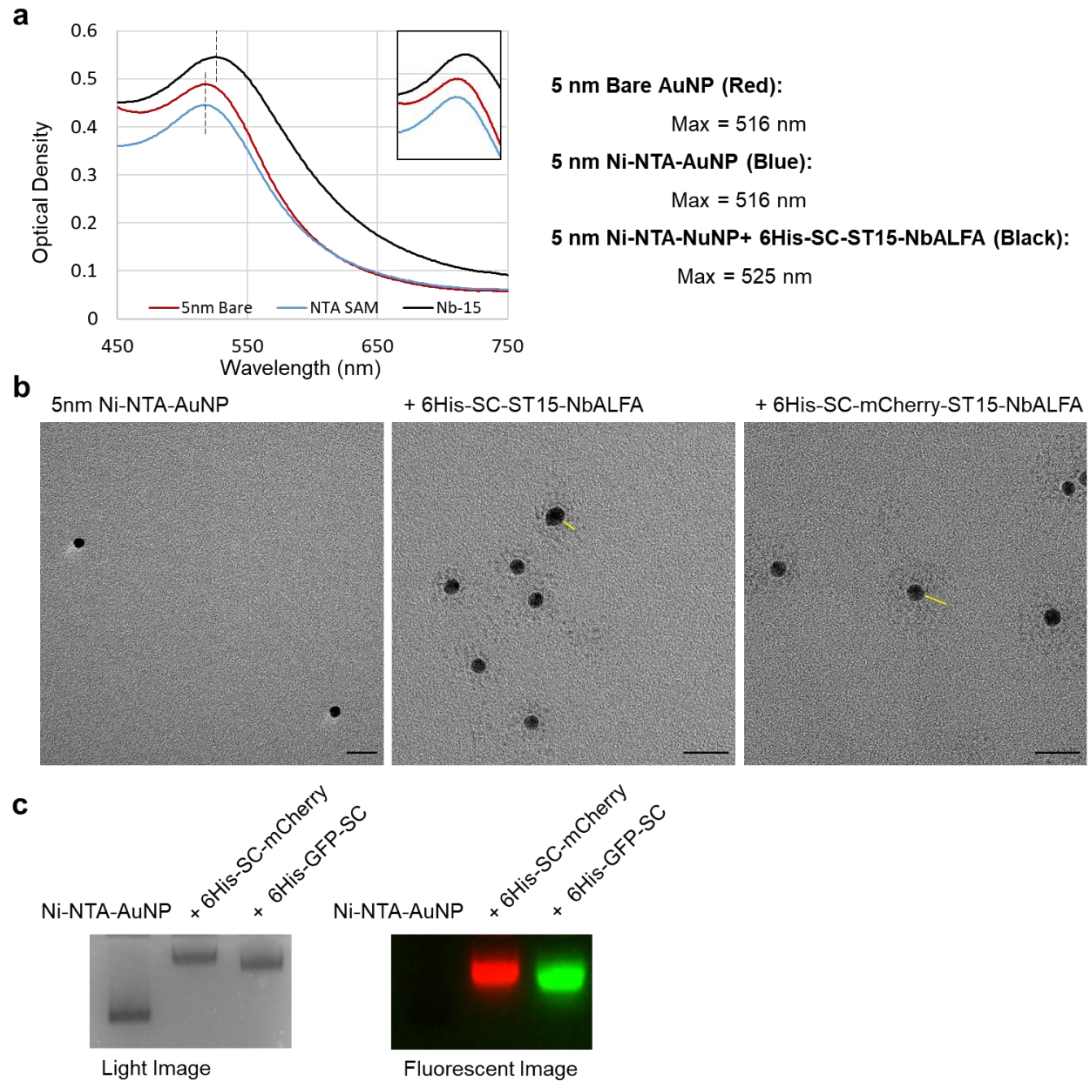 a
0.6
0.5
0.4
0.3
0.2
0.1
0
Optical Density
5nm Bare NTA SAM Nb-15
450 550 650 750
Wavelength (nm)
5 nm Bare AuNP (Red):
Max = 516 nm
5 nm Ni-NTA-AuNP (Blue):
Max = 516 nm
5 nm Ni-NTA-NuNP+ 6His-SC-ST15-NbALFA (Black):
Max = 525 nm
b
5nm Ni-NTA-AuNP
+ 6His-SC-ST15-NbALFA
+ 6His-SC-mCherry-ST15-NbALFA
c
Ni-NTA-AuNP
+ 6His-SC-mCherry
+ 6His-GFP-SC
Light Image
Ni-NTA-AuNP
+ 6His-SC-mCherry
+ 6His-GFP-SC
Fluorescent Image